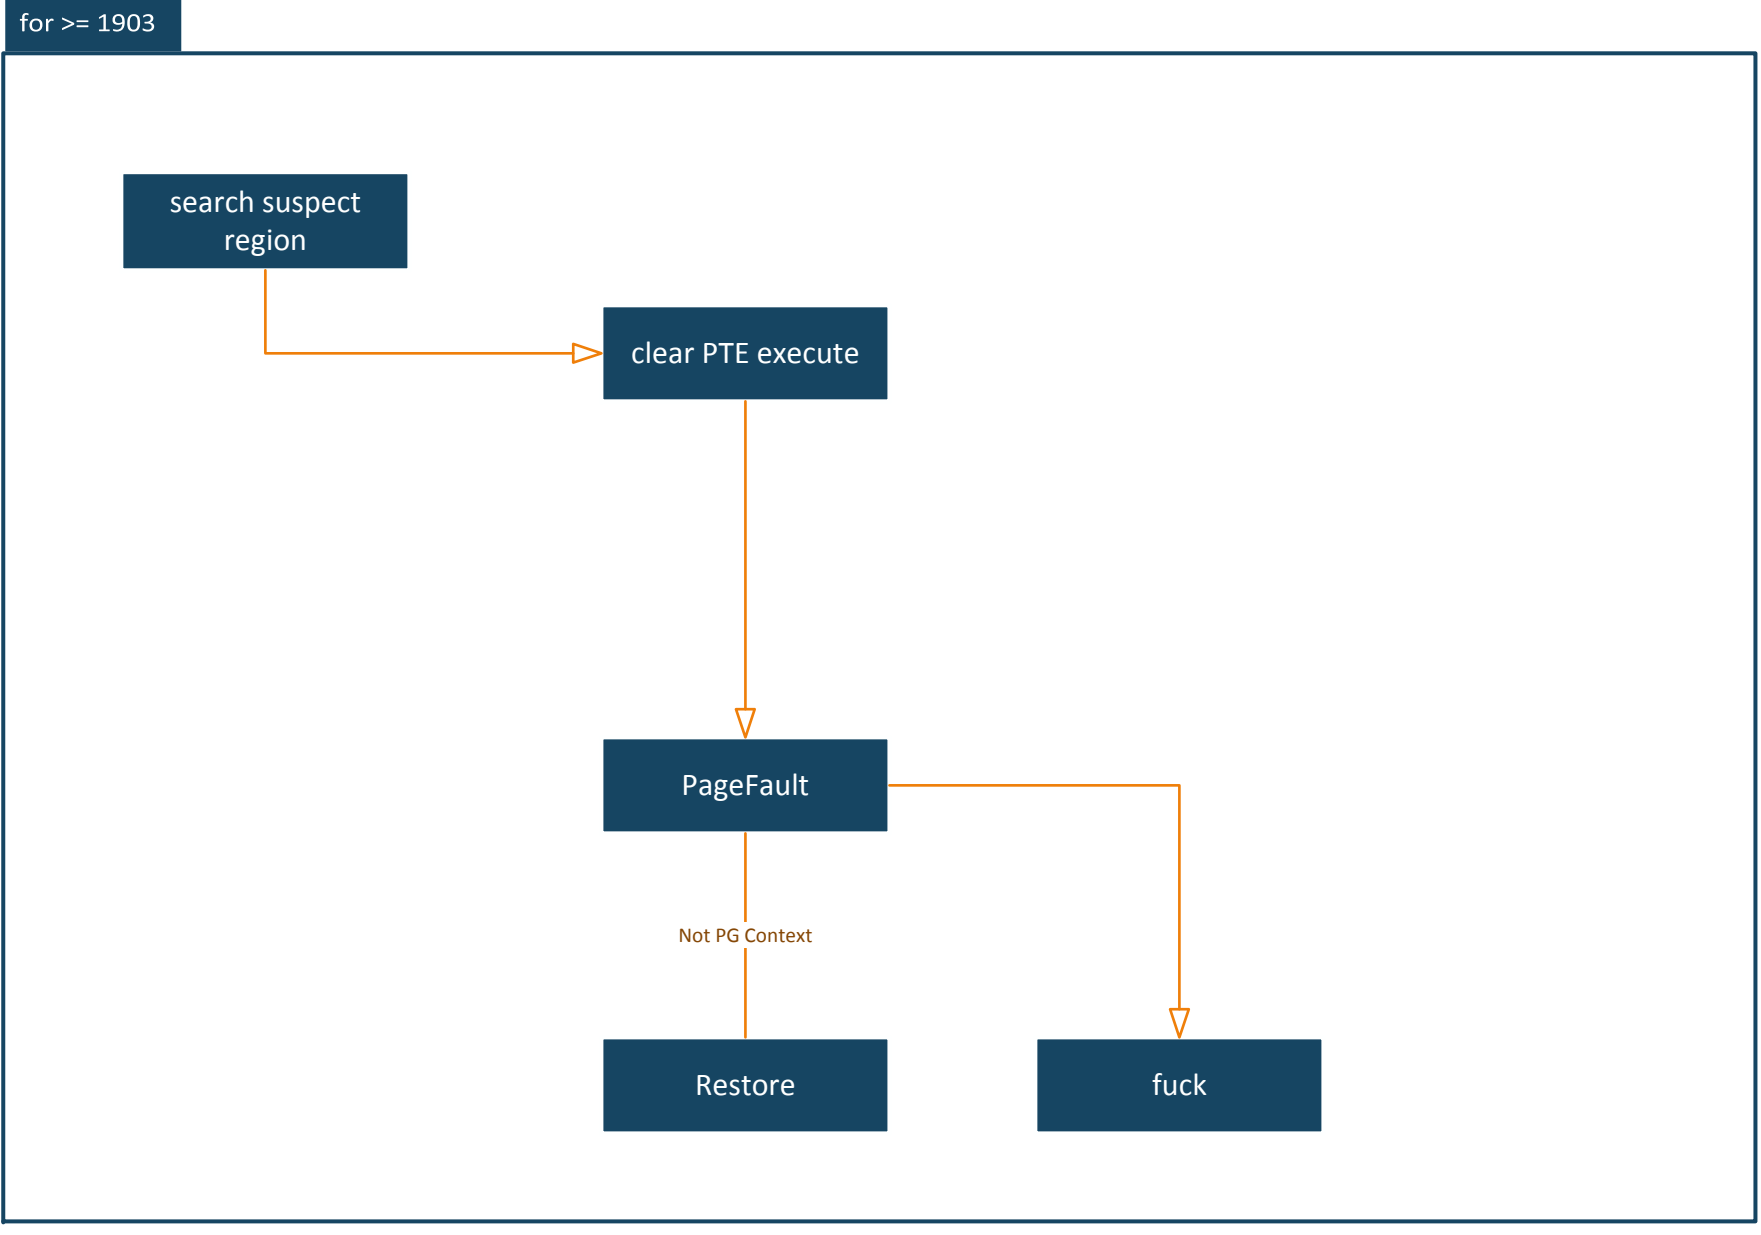 for >= 1903
search suspect
region
clear PTE execute
PageFault
Not PG Context
Restore
fuck